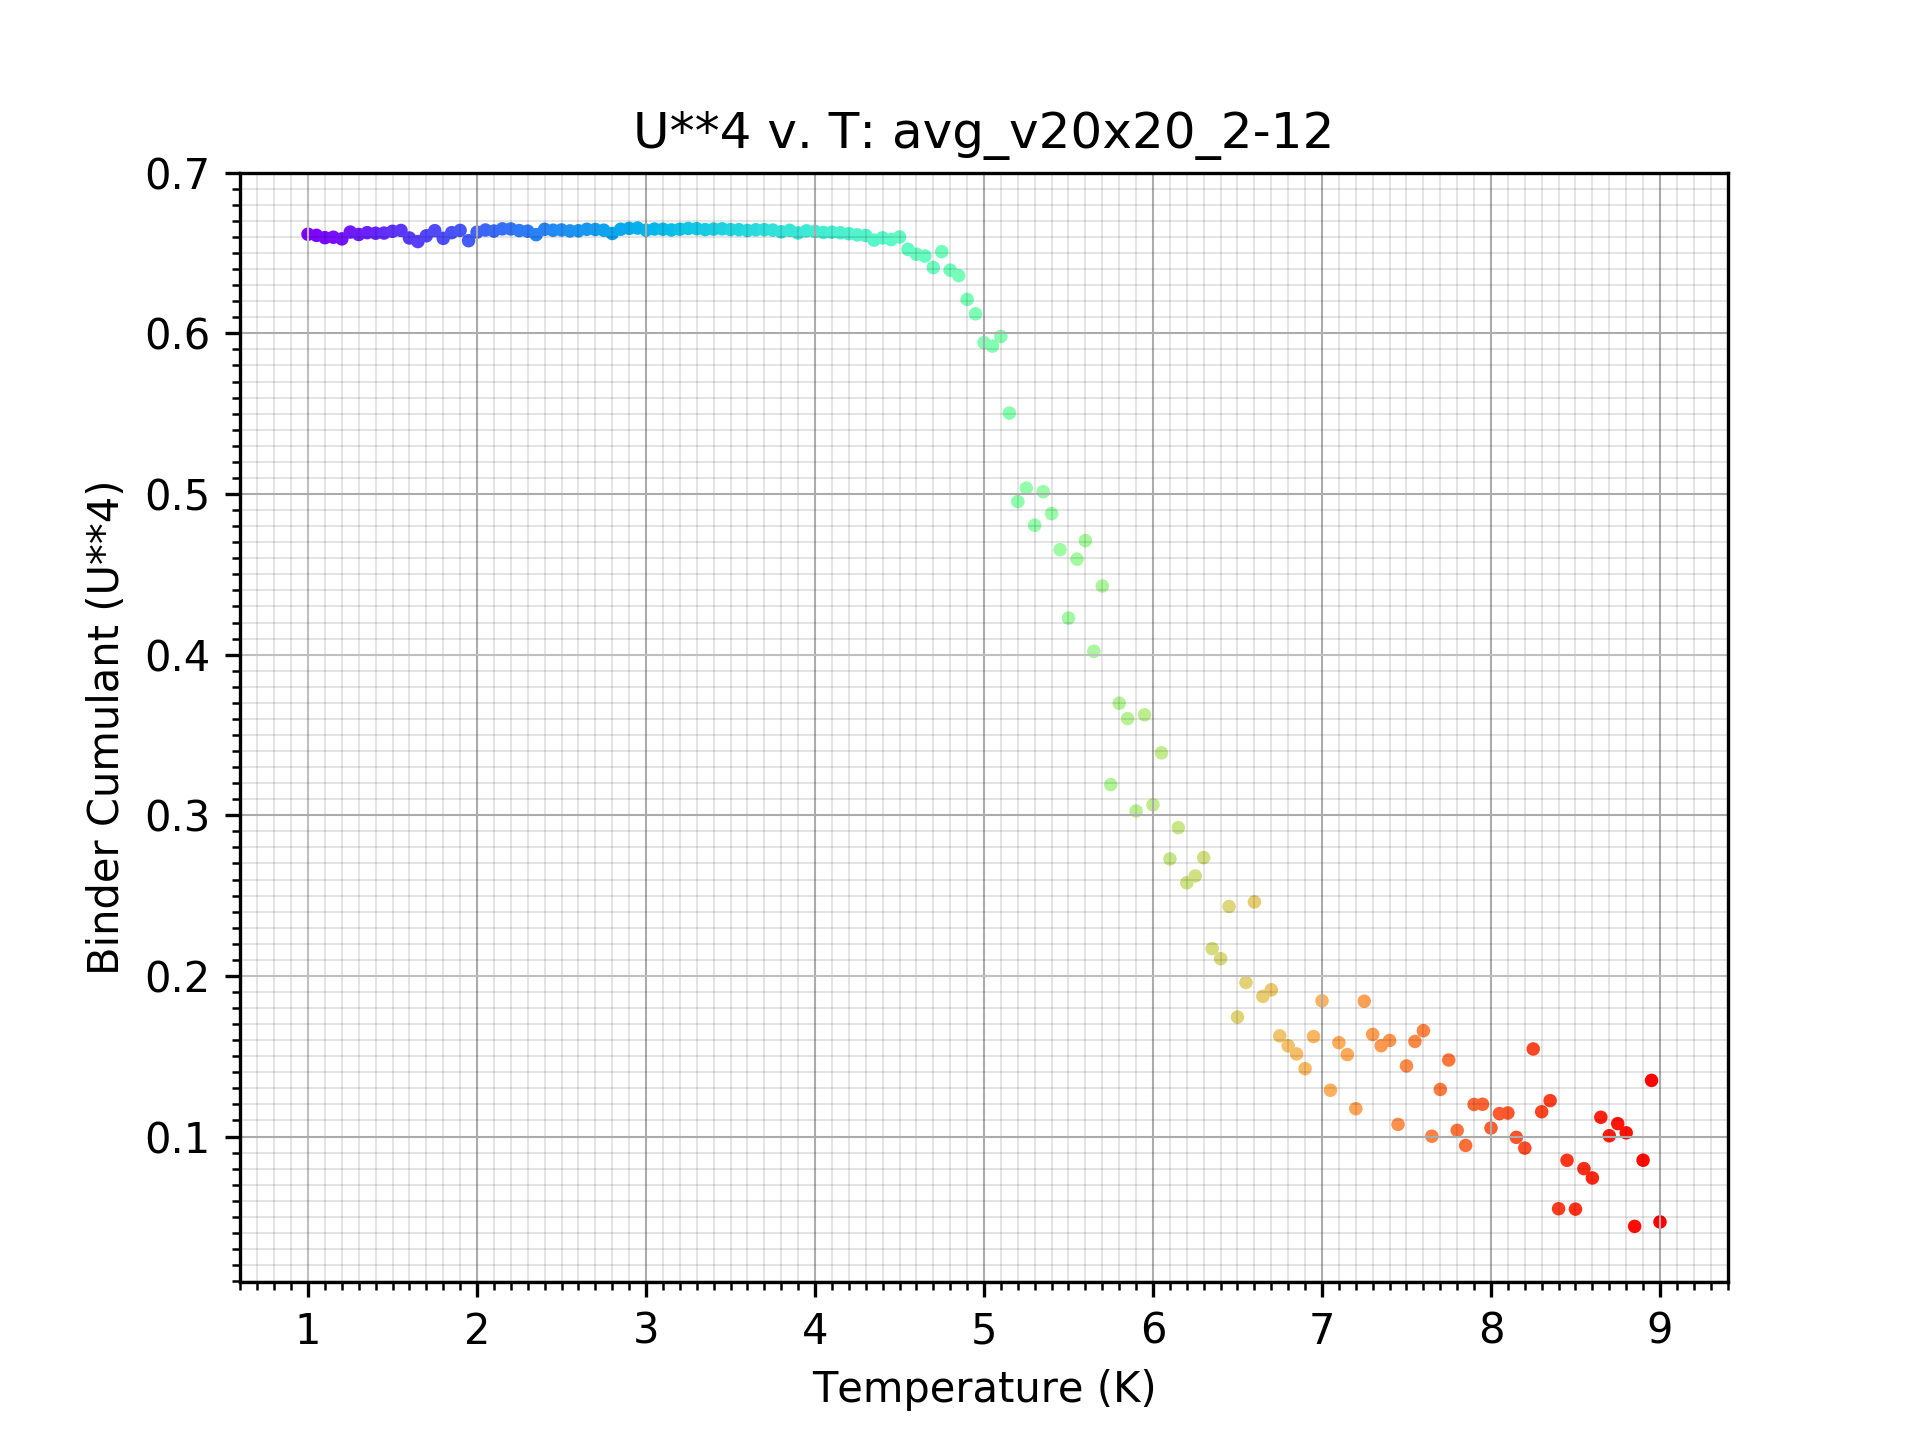 U**4 v. T: avg_v20x20_2-12
0.7
0.6
0.5
0.4
0.3
0.2
0.1
Binder Cumulant (U**4)
1 2 3 4 5 6 7 8 9
Temperature (K)